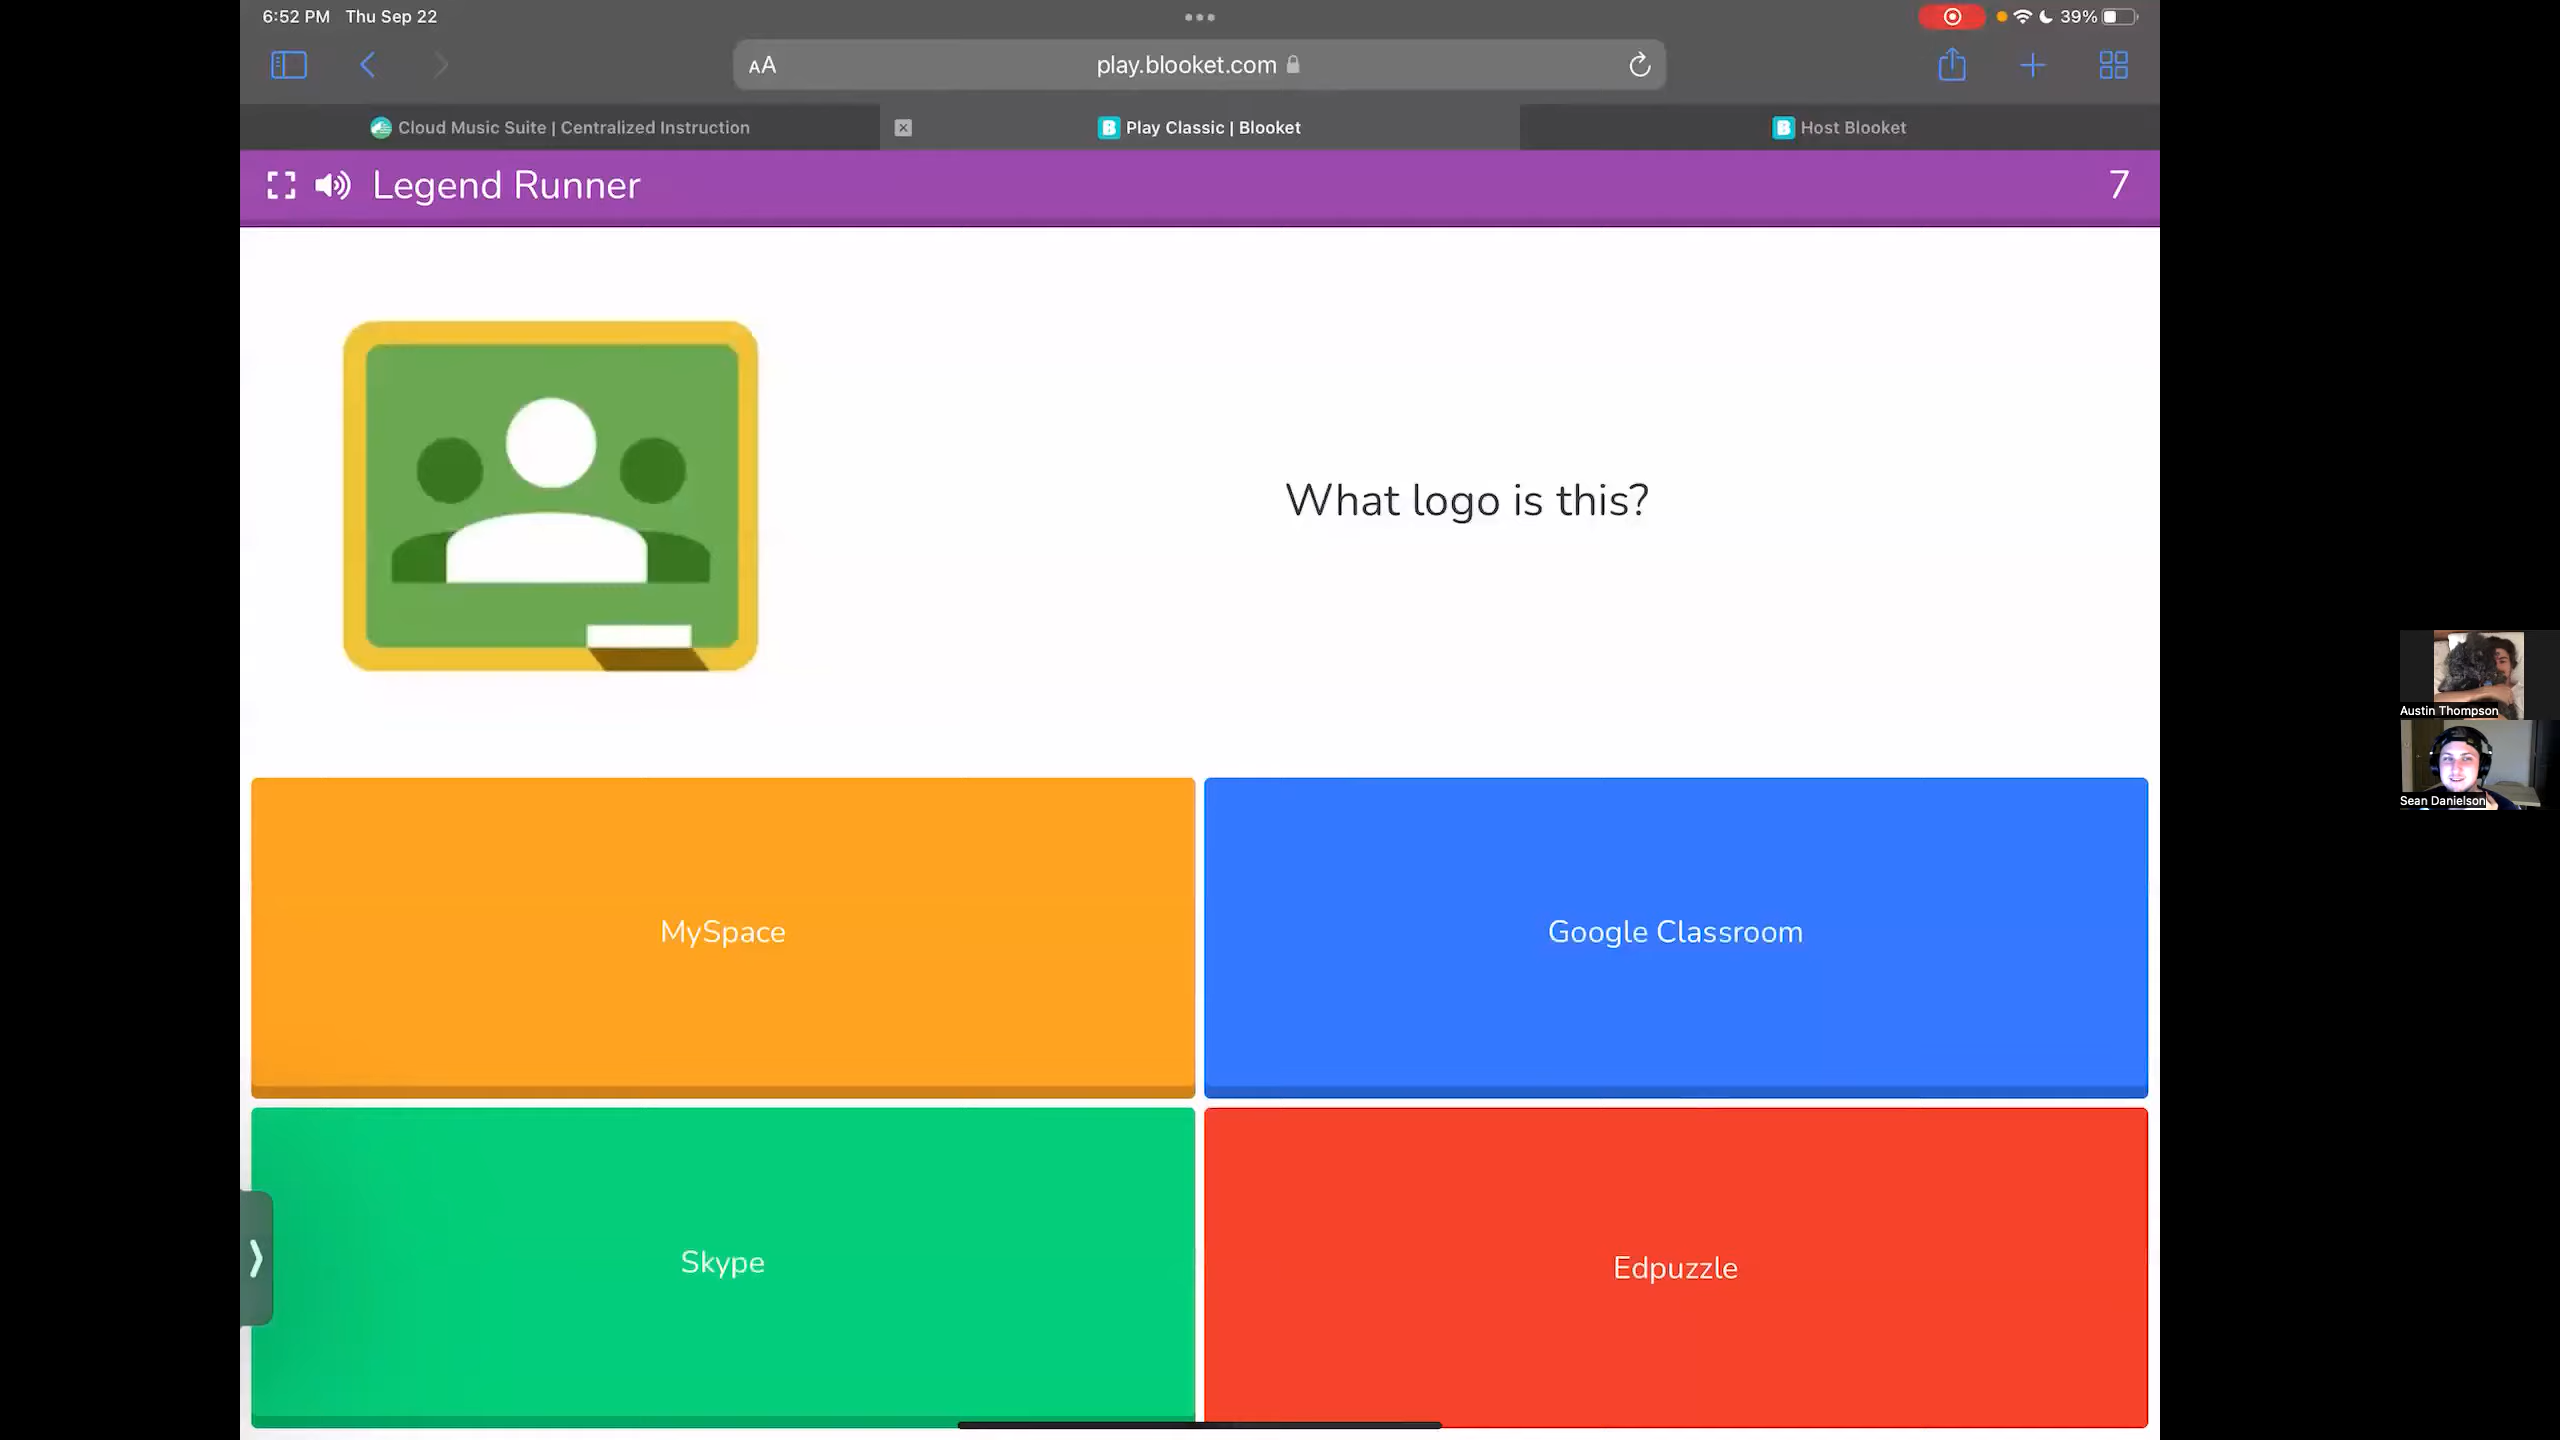 6:52 PM Thu Sep 22
39%
AA
play.blooket.com
Cloud Music Suite | Centralized Instruction
Play Classic | Blooket
Host Blooket
Legend Runner
7
What logo is this?
MySpace
Google Classroom
Skype
Edpuzzle
Austin Thompson
Sean Danielson